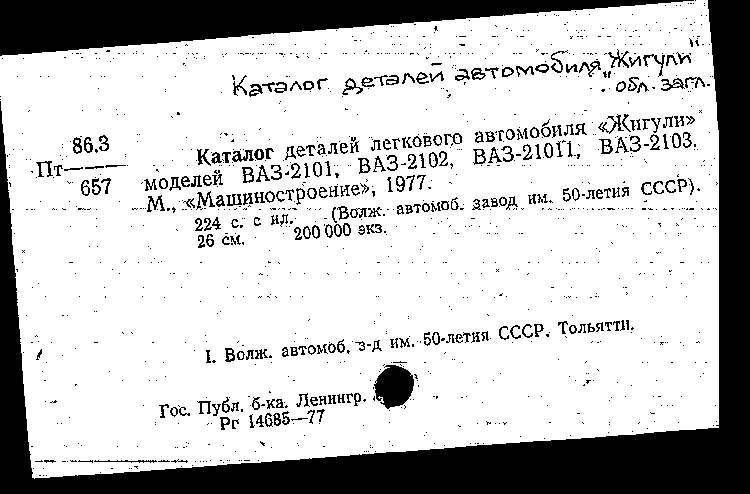 Каталог деталей автомобиля "Жигули"
обл. загл.
86.3
Пт
657
Каталог деталей легкового автомобиля «Жигули»
моделей ВАЗ-2101, ВАЗ-2102, ВАЗ-21011, ВАЗ-2103.
М., «Машиностроение», 1977.
224 с. с ил. (Волж. автомоб. завод им. 50-летия СССР).
26 см. 200 000 экз.
I. Волж. автомоб. з-д им. 50-летия СССР. Тольятти.
Гос. Публ. б-ка. Ленингр.
Рг 14685—77